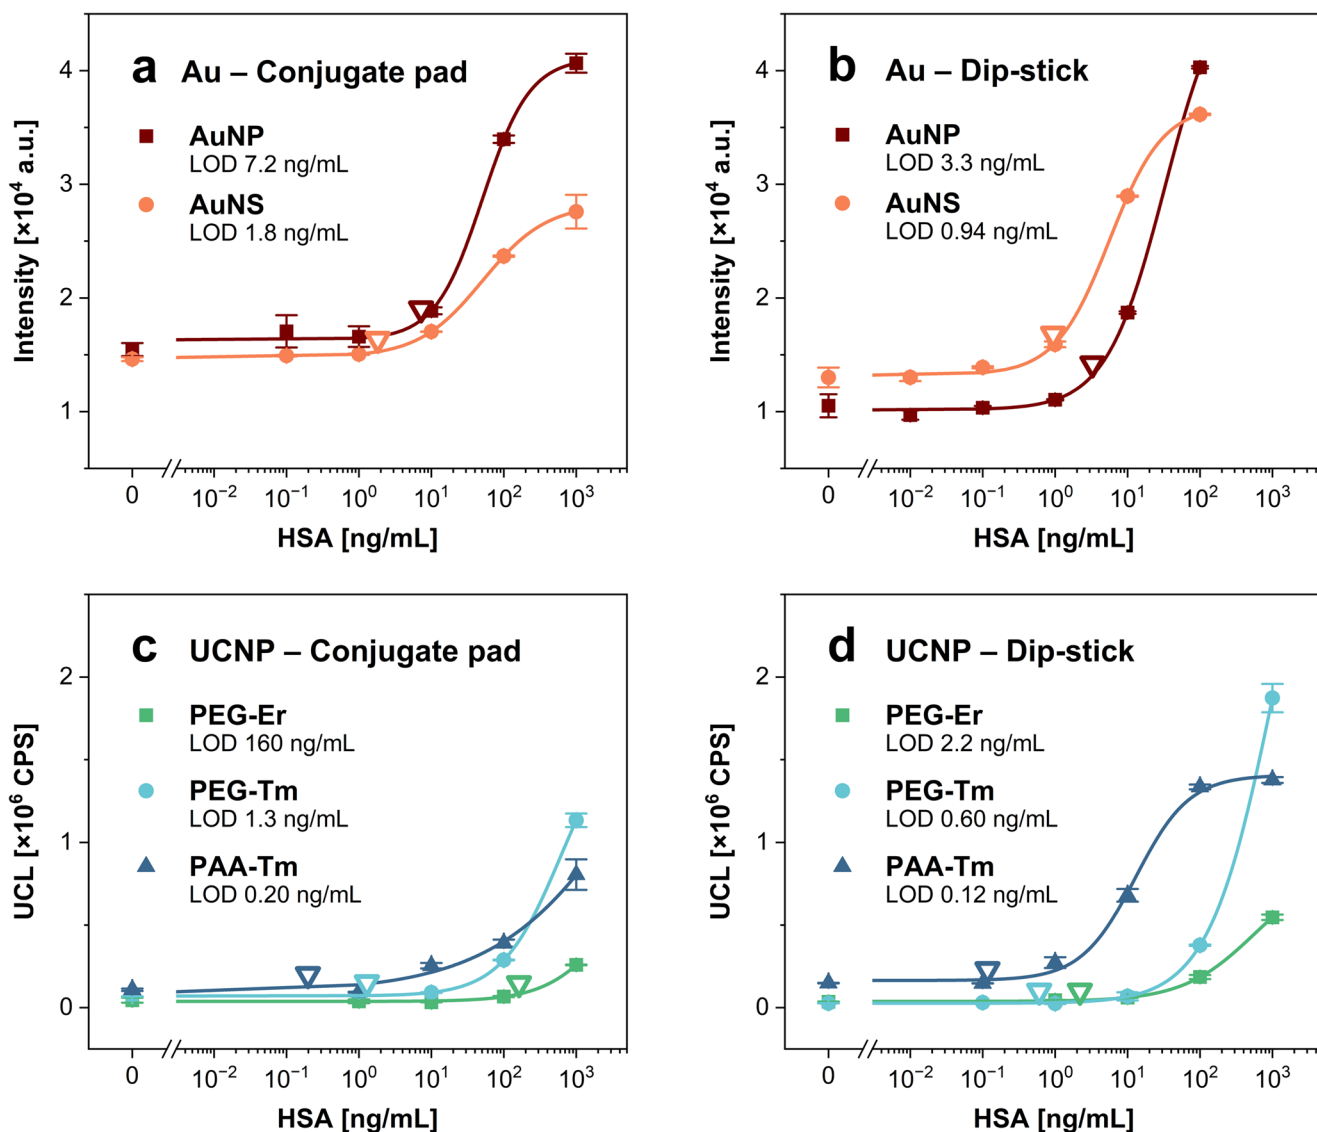 a Au – Conjugate pad
AuNP
LOD 7.2 ng/mL
AuNS
LOD 1.8 ng/mL
Intensity [×10⁴ a.u.]
4
3
2
1
0 10⁻² 10⁻¹ 10⁰ 10¹ 10² 10³
HSA [ng/mL]
b Au – Dip-stick
AuNP
LOD 3.3 ng/mL
AuNS
LOD 0.94 ng/mL
Intensity [×10⁴ a.u.]
4
3
2
1
0 10⁻² 10⁻¹ 10⁰ 10¹ 10² 10³
HSA [ng/mL]
c UCNP – Conjugate pad
PEG-Er
LOD 160 ng/mL
PEG-Tm
LOD 1.3 ng/mL
PAA-Tm
LOD 0.20 ng/mL
UCL [×10⁶ CPS]
2
1
0
0 10⁻² 10⁻¹ 10⁰ 10¹ 10² 10³
HSA [ng/mL]
d UCNP – Dip-stick
PEG-Er
LOD 2.2 ng/mL
PEG-Tm
LOD 0.60 ng/mL
PAA-Tm
LOD 0.12 ng/mL
UCL [×10⁶ CPS]
2
1
0
0 10⁻² 10⁻¹ 10⁰ 10¹ 10² 10³
HSA [ng/mL]